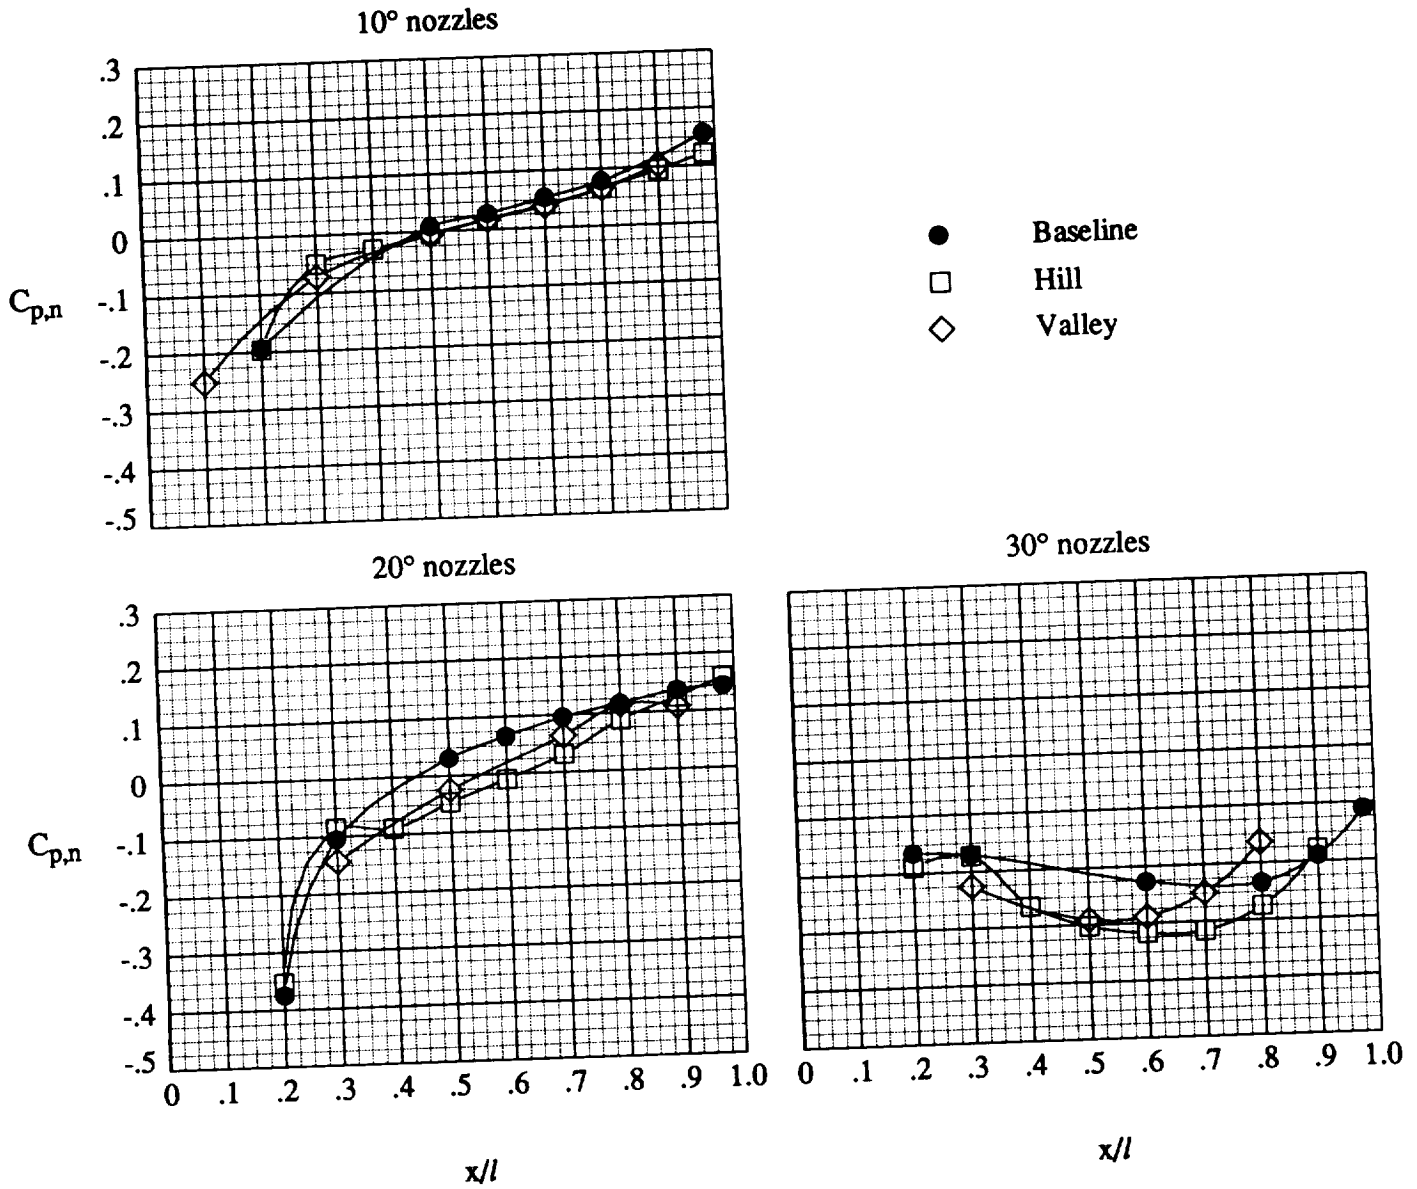 10° nozzles
.3
.2
.1
0
-.1
-.2
-.3
-.4
-.5
C_{p,n}
Baseline
Hill
Valley
20° nozzles
.3
.2
.1
0
-.1
-.2
-.3
-.4
-.5
C_{p,n}
0 .1 .2 .3 .4 .5 .6 .7 .8 .9 1.0
x/l
30° nozzles
0 .1 .2 .3 .4 .5 .6 .7 .8 .9 1.0
x/l